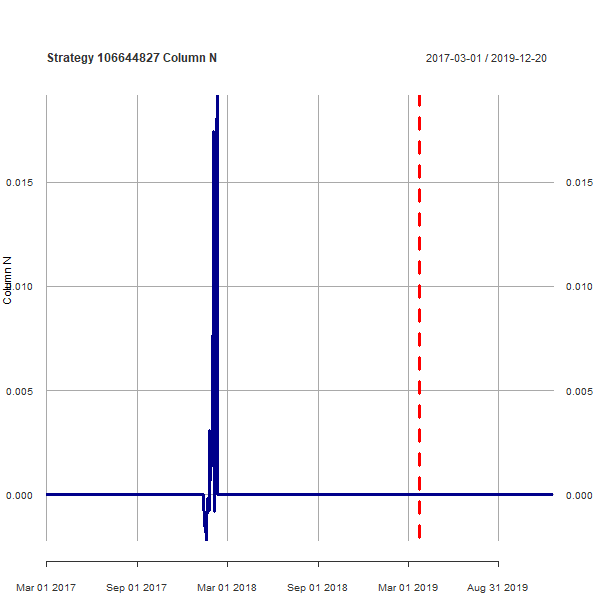 Strategy 106644827 Column N
2017-03-01 / 2019-12-20
0.015
0.015
Column N
0.010
0.010
0.005
0.005
0.000
0.000
Mar 01 2017
Sep 01 2017
Mar 01 2018
Sep 01 2018
Mar 01 2019
Aug 31 2019